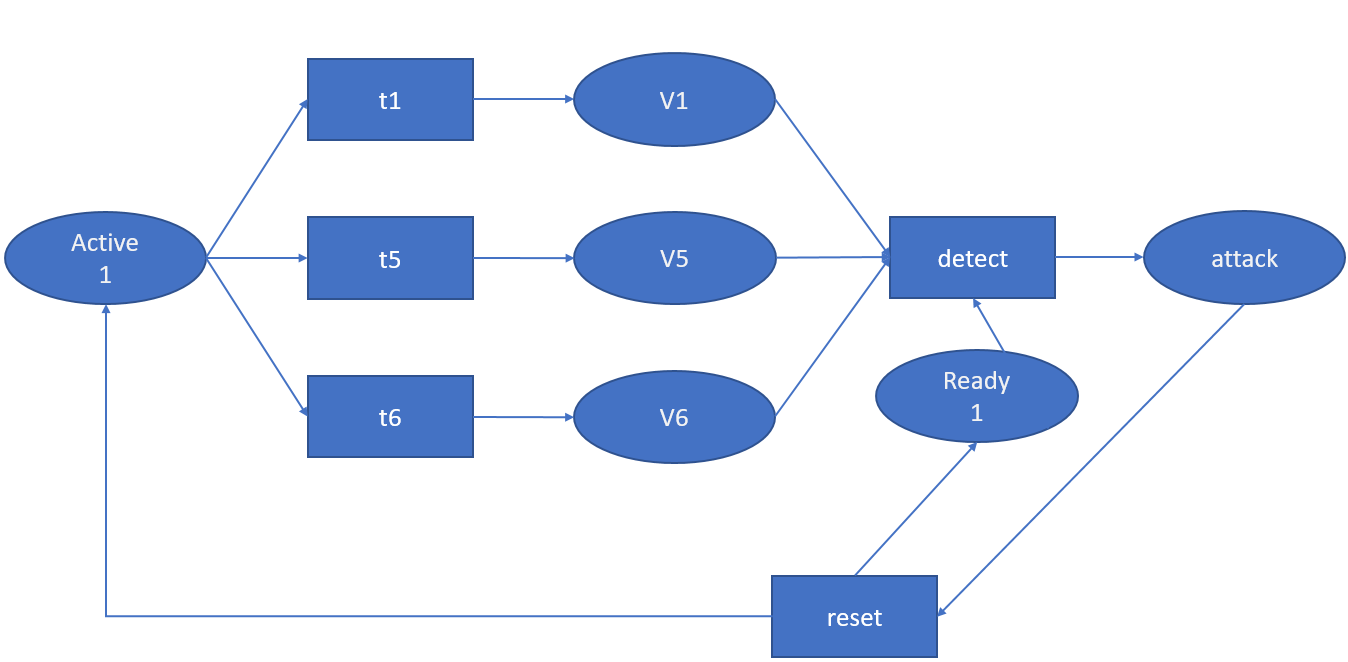 t1
V1
Active
1
t5
V5
detect
attack
t6
V6
Ready
1
reset